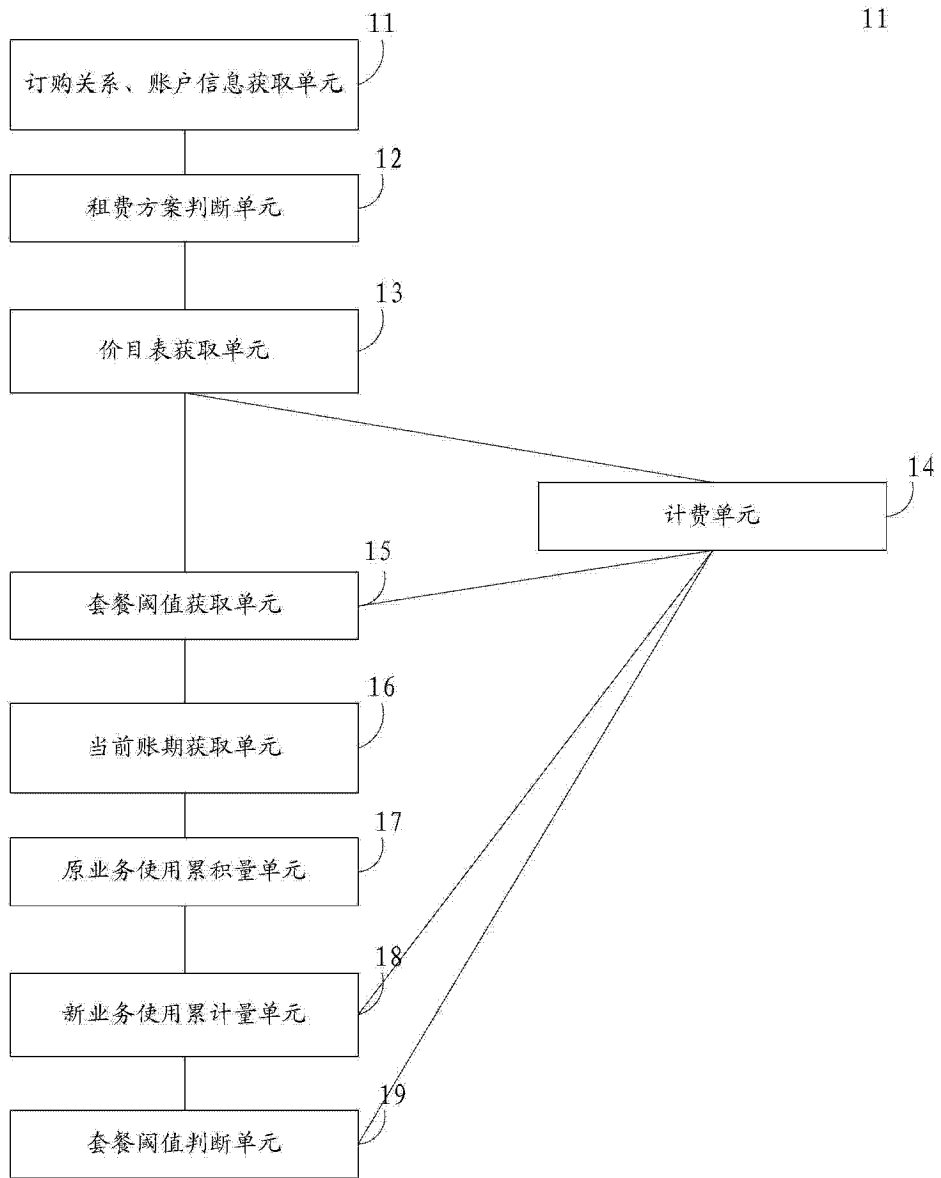 11
11
订购关系、账户信息获取单元
12
租费方案判断单元
13
价目表获取单元
14
计费单元
15
套餐阈值获取单元
16
当前账期获取单元
17
原业务使用累积量单元
18
新业务使用累计量单元
19
套餐阈值判断单元